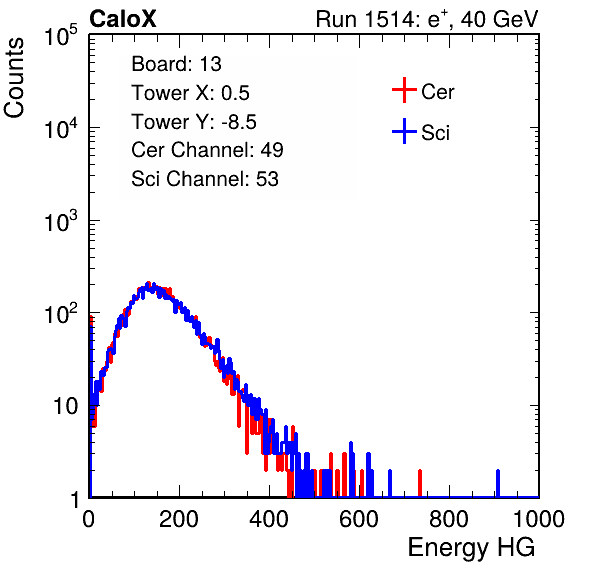 CaloX Run 1514: e⁺, 40 GeV
Counts
Board: 13
Tower X: 0.5
Tower Y: -8.5
Cer Channel: 49
Sci Channel: 53
Cer
Sci
10⁵
10⁴
10³
10²
10
1
0 200 400 600 800 1000
Energy HG